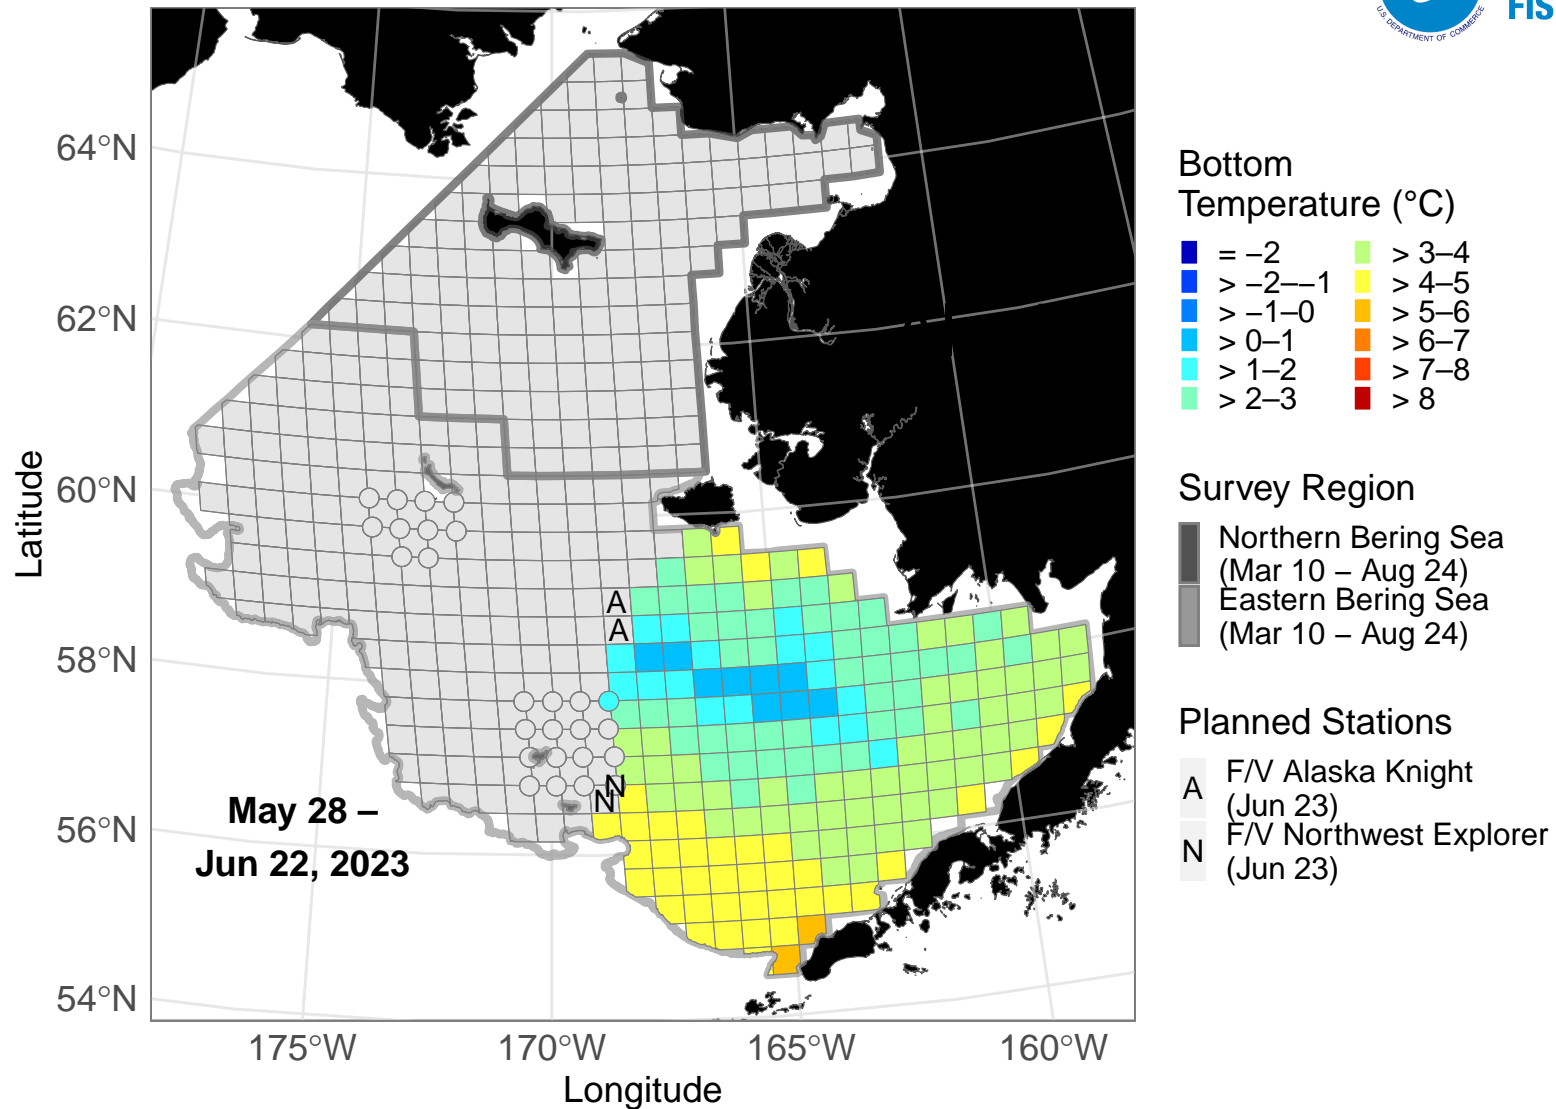 U.S. DEPARTMENT OF COMMERCE
FIS
64°N
62°N
60°N
58°N
56°N
54°N
Latitude
A
A
N
N
May 28 –
Jun 22, 2023
175°W 170°W 165°W 160°W
Longitude
Bottom
Temperature (°C)
= −2
> −2–−1
> −1–0
> 0–1
> 1–2
> 2–3
> 3–4
> 4–5
> 5–6
> 6–7
> 7–8
> 8
Survey Region
Northern Bering Sea
(Mar 10 – Aug 24)
Eastern Bering Sea
(Mar 10 – Aug 24)
Planned Stations
A F/V Alaska Knight
(Jun 23)
N F/V Northwest Explorer
(Jun 23)